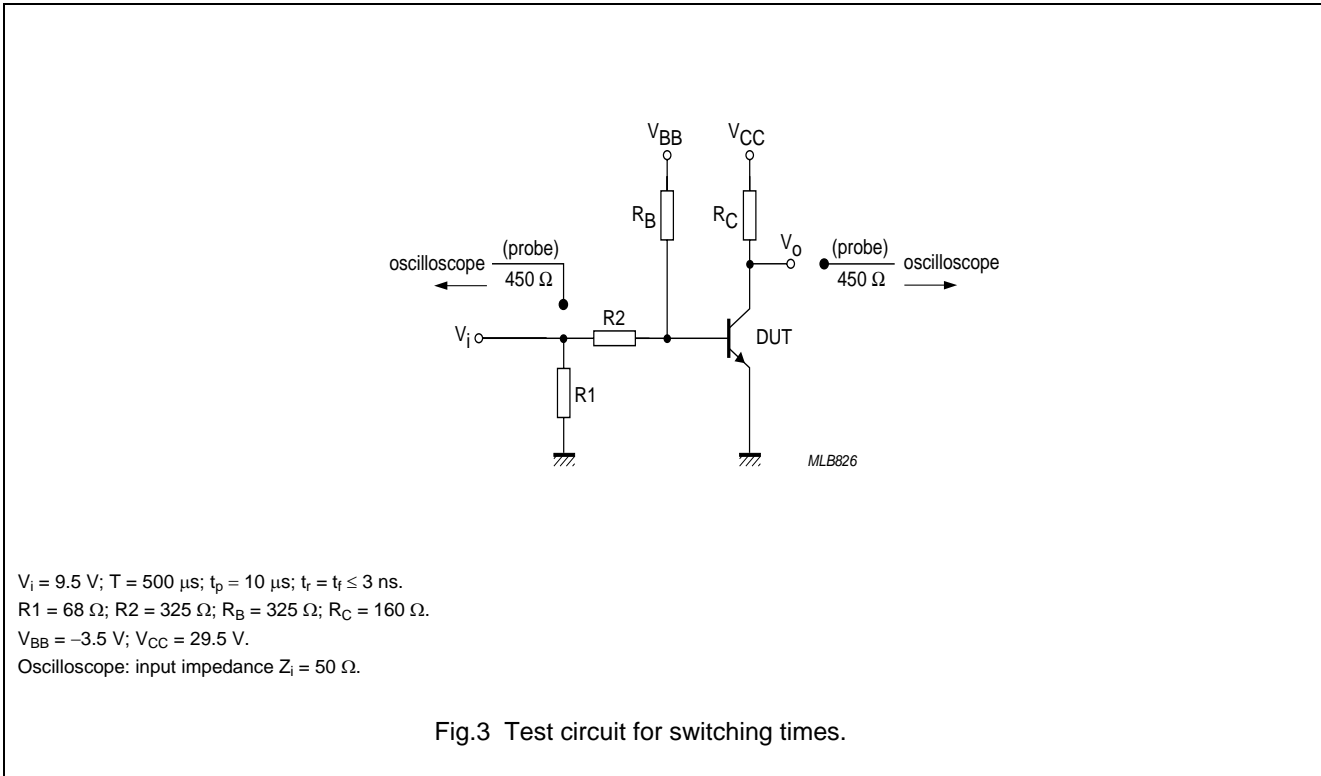 V_BB V_CC
R_B R_C
V_o
(probe) (probe)
oscilloscope oscilloscope
450 Ω 450 Ω
R2
V_i DUT
R1
MLB826
V_i = 9.5 V; T = 500 μs; t_p = 10 μs; t_r = t_f ≤ 3 ns.
R1 = 68 Ω; R2 = 325 Ω; R_B = 325 Ω; R_C = 160 Ω.
V_BB = −3.5 V; V_CC = 29.5 V.
Oscilloscope: input impedance Z_i = 50 Ω.
Fig.3 Test circuit for switching times.